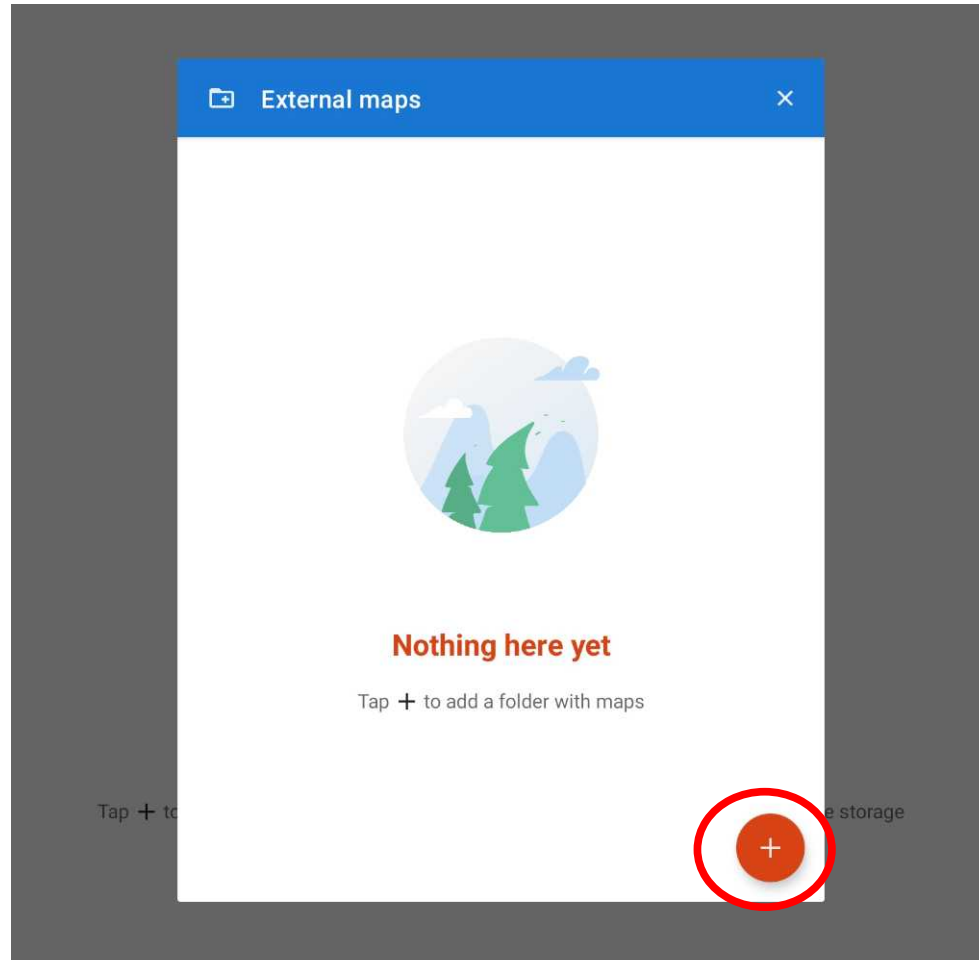 External maps
Nothing here yet
Tap + to add a folder with maps
Tap + to
e storage